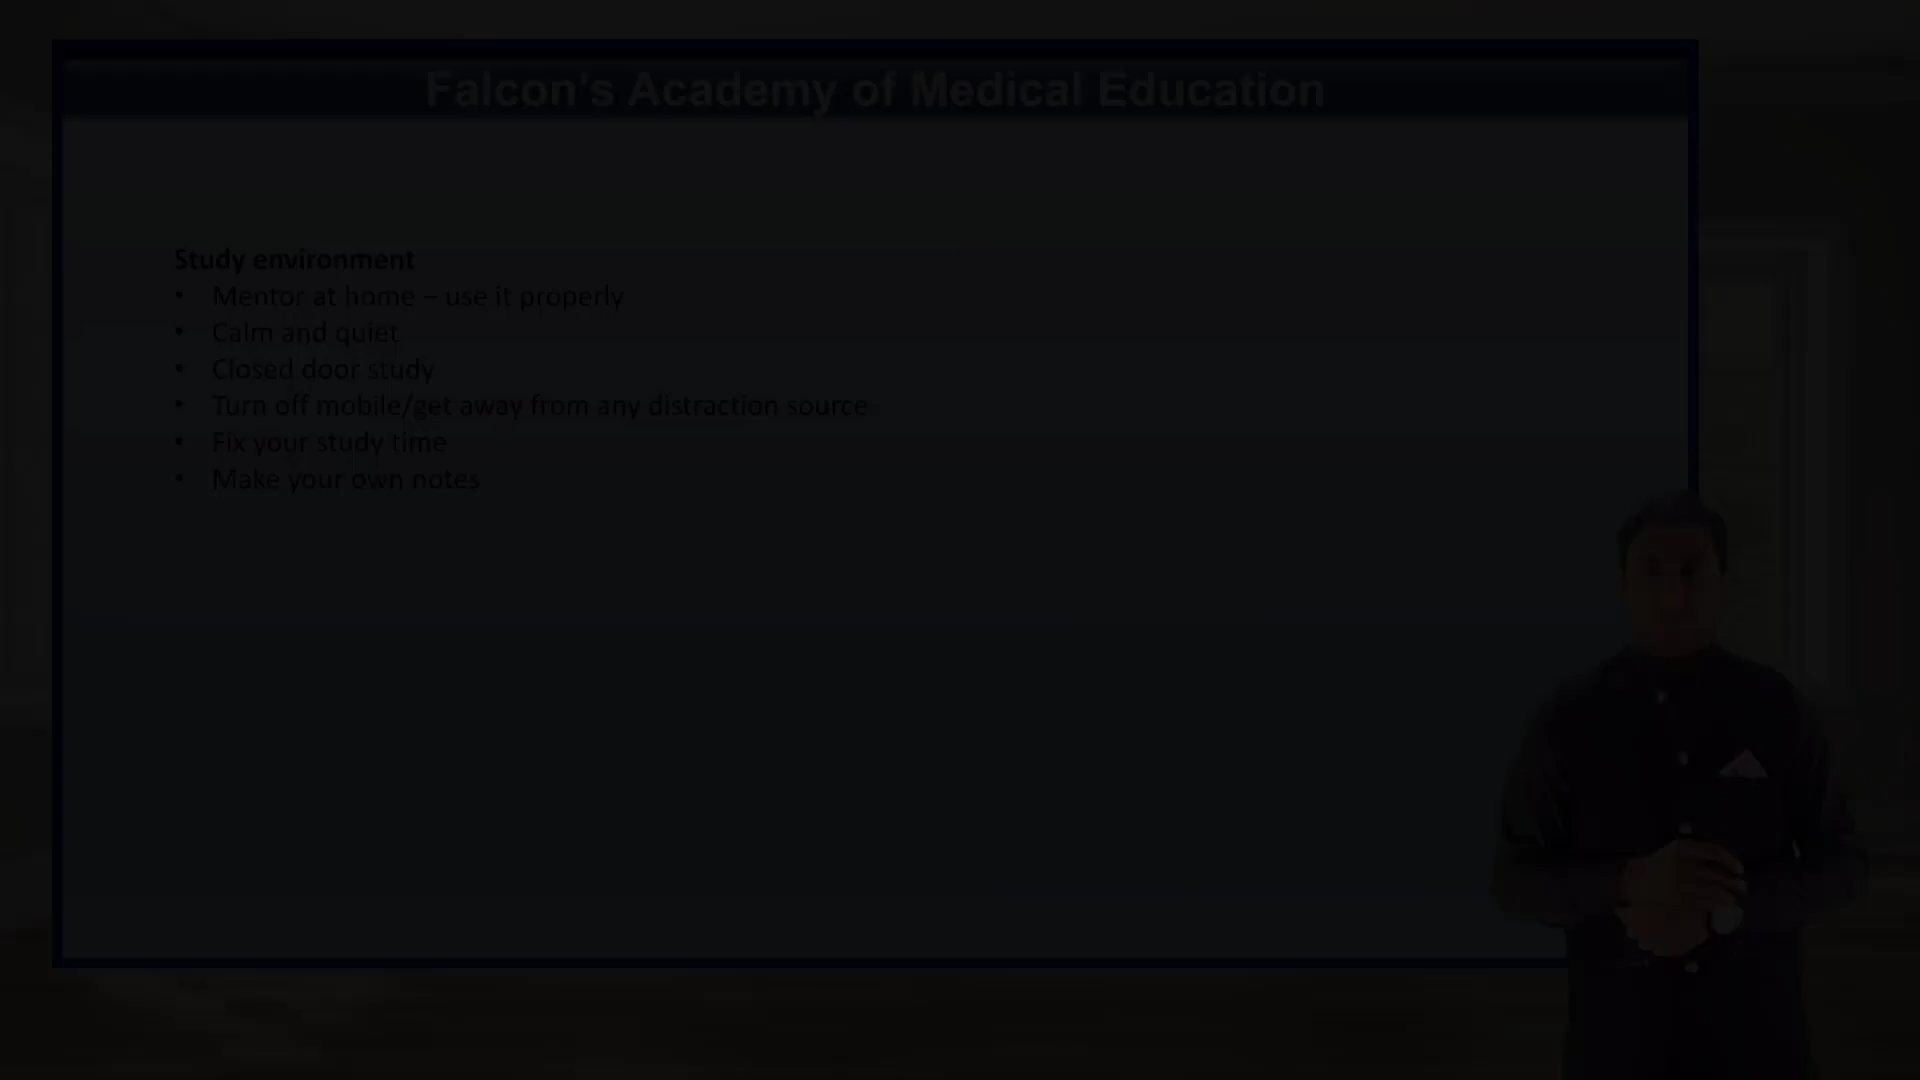 Falcon's Academy of Medical Education
Study environment
• Mentor at home – use it properly
• Calm and quiet
• Closed door study
• Turn off mobile/get away from any distraction source
• Fix your study time
• Make your own notes